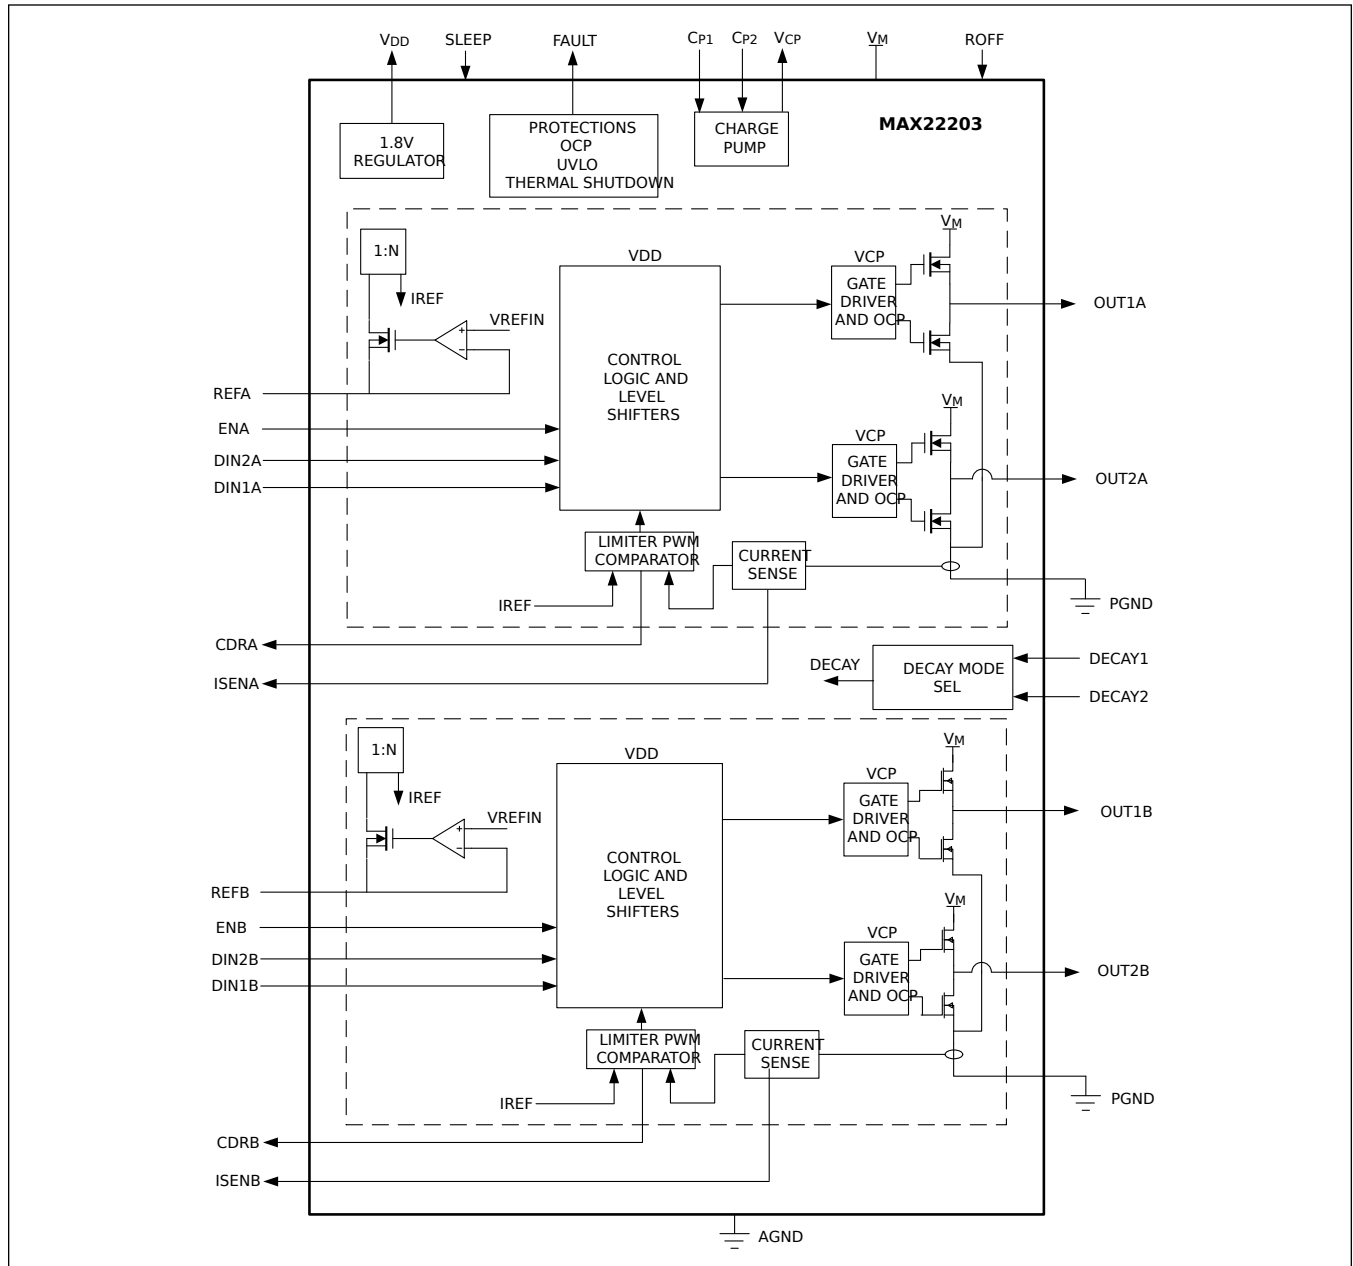 VDD
SLEEP
FAULT
CP1
CP2
VCP
VM
ROFF
MAX22203
1.8V
REGULATOR
PROTECTIONS
OCP
UVLO
THERMAL SHUTDOWN
CHARGE
PUMP
1:N
IREF
VREFIN
VDD
CONTROL
LOGIC AND
LEVEL
SHIFTERS
VCP
GATE
DRIVER
AND OCP
VM
OUT1A
REFA
ENA
DIN2A
DIN1A
VCP
GATE
DRIVER
AND OCP
VM
OUT2A
LIMITER PWM
COMPARATOR
CURRENT
SENSE
IREF
PGND
CDRA
ISENA
DECAY
DECAY MODE
SEL
DECAY1
DECAY2
1:N
IREF
VREFIN
VDD
CONTROL
LOGIC AND
LEVEL
SHIFTERS
VCP
GATE
DRIVER
AND OCP
VM
OUT1B
REFB
ENB
DIN2B
DIN1B
VCP
GATE
DRIVER
AND OCP
VM
OUT2B
LIMITER PWM
COMPARATOR
CURRENT
SENSE
IREF
PGND
CDRB
ISENB
AGND